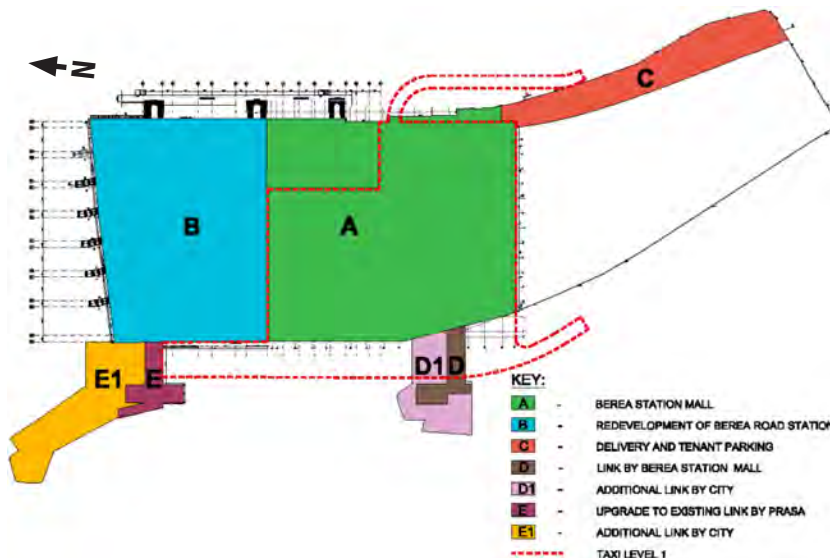 N
C
B
A
E1
E
D1
D
KEY:
A - BEREA STATION MALL
B - REDEVELOPMENT OF BEREA ROAD STATION
C - DELIVERY AND TENANT PARKING
D - LINK BY BEREA STATION MALL
D1 - ADDITIONAL LINK BY CITY
E - UPGRADE TO EXISTING LINK BY PRASA
E1 - ADDITIONAL LINK BY CITY
TAXI LEVEL 1